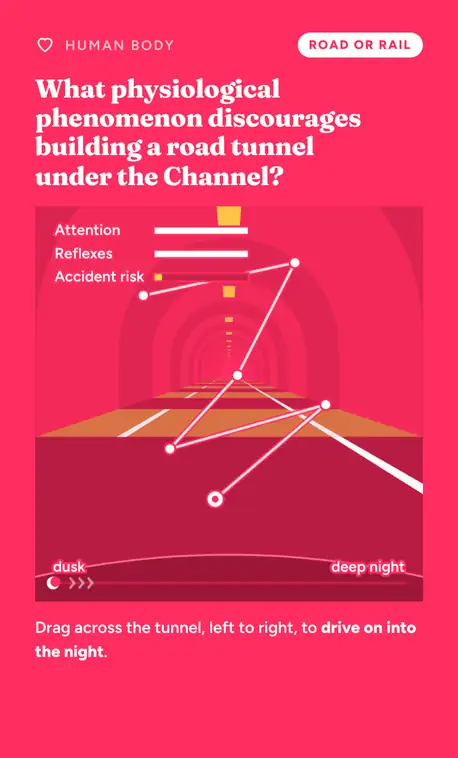 HUMAN BODY
ROAD OR RAIL
What physiological
phenomenon discourages
building a road tunnel
under the Channel?
Attention
Reflexes
Accident risk
dusk
deep night
Drag across the tunnel, left to right, to drive on into
the night.